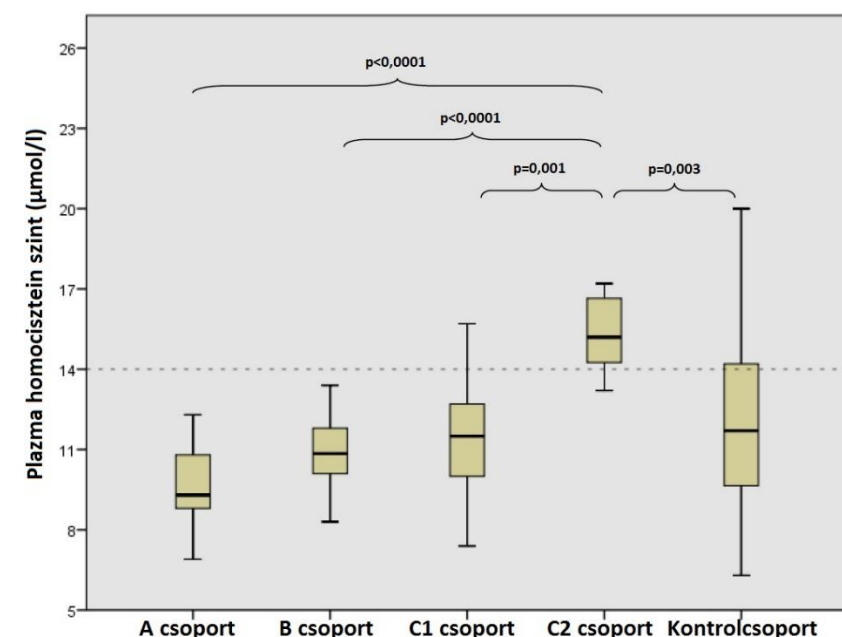 26
p<0,0001
23
p<0,0001
p=0,001
p=0,003
20
17
14
11
8
5
Plazma homocisztein szint (µmol/l)
A csoport B csoport C1 csoport C2 csoport Kontrolcsoport